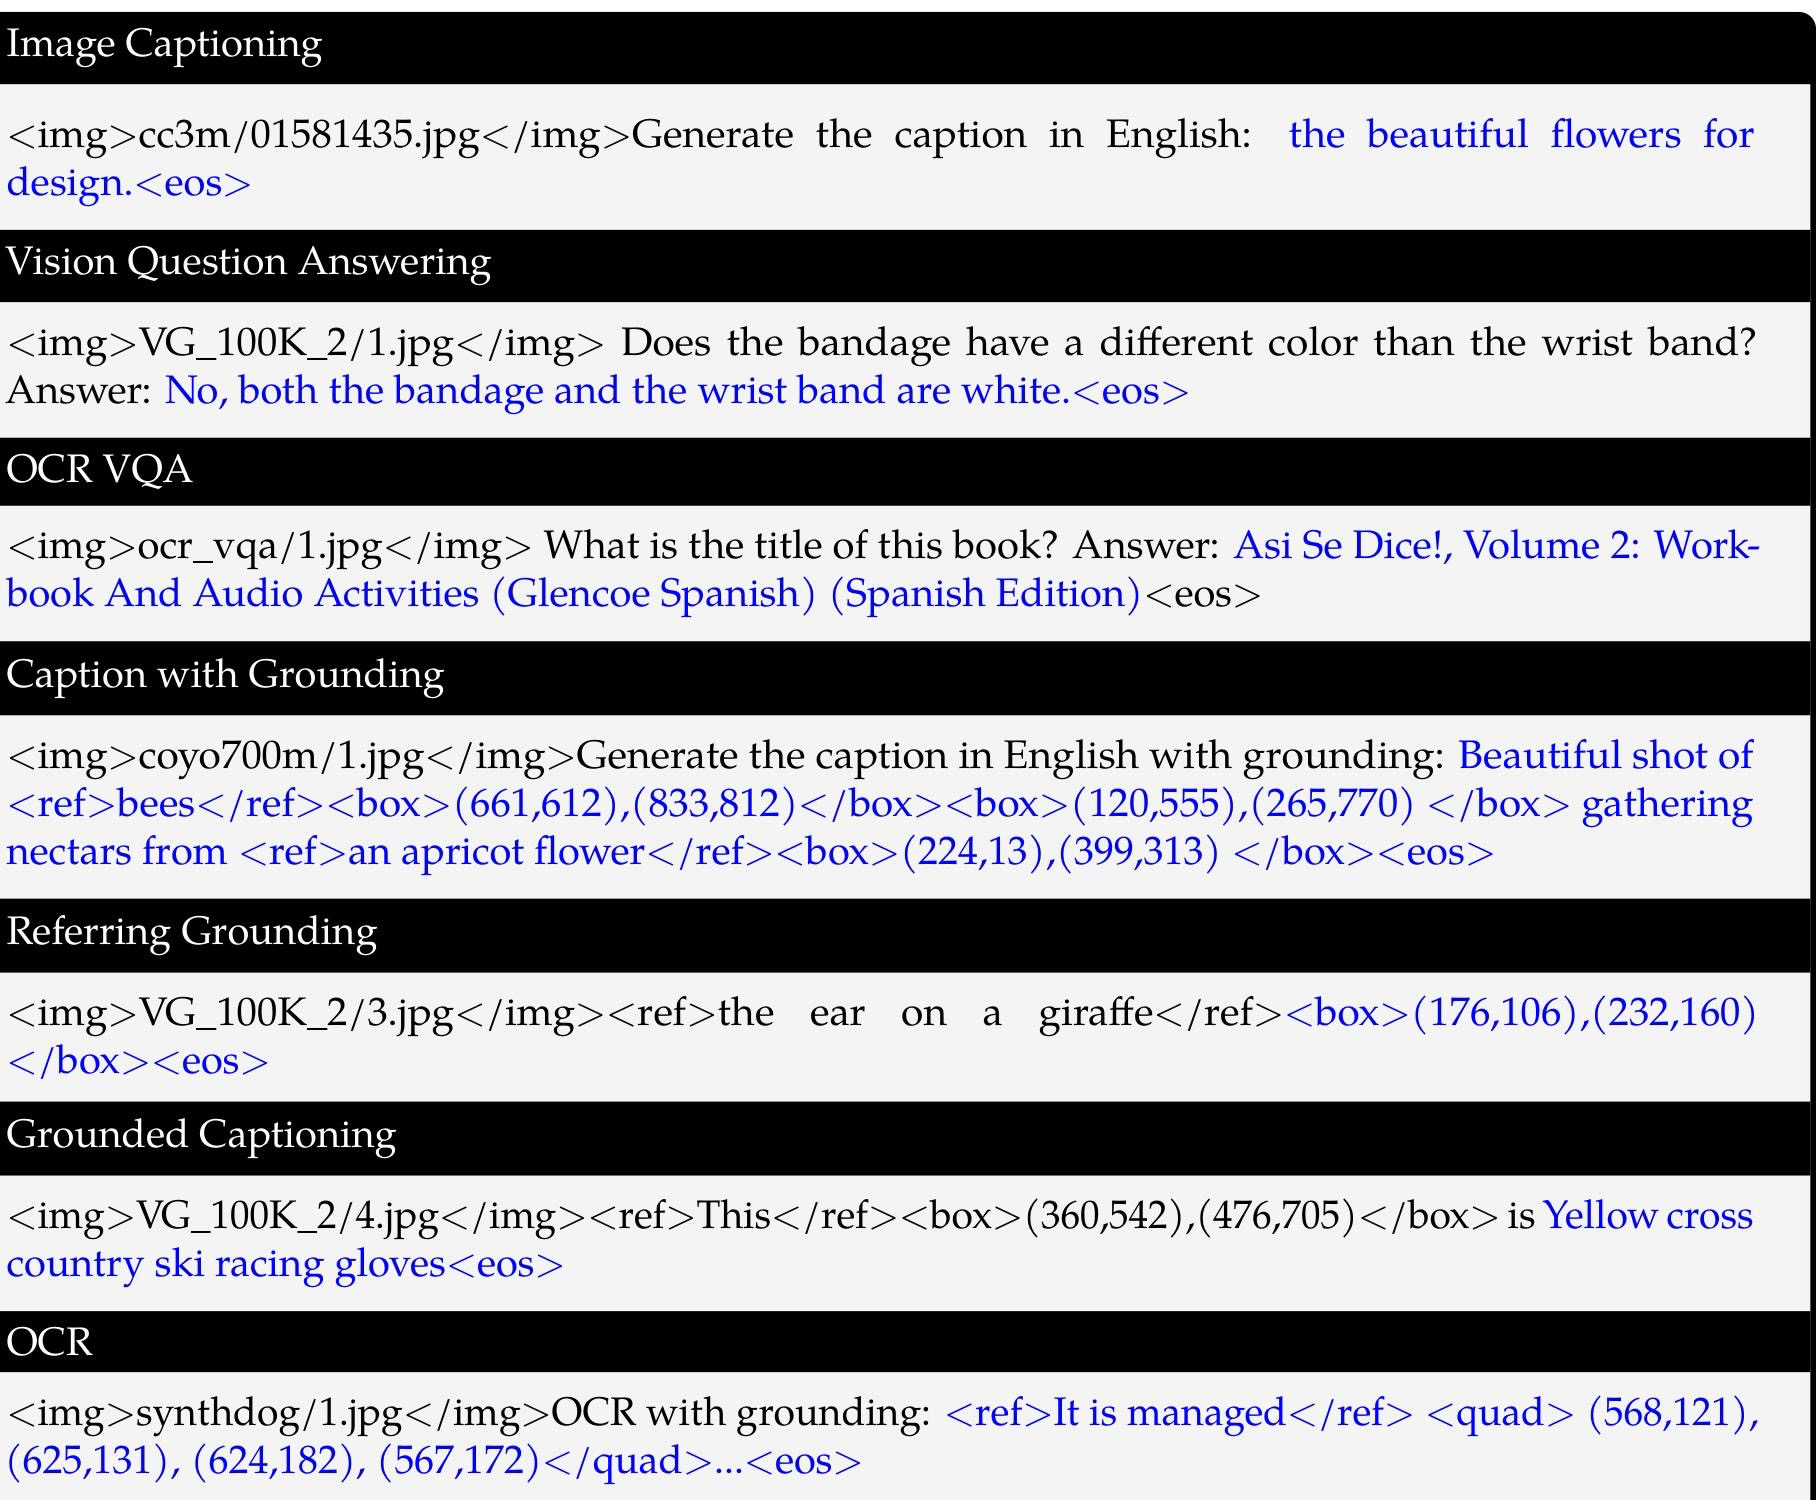 Image Captioning
<img>cc3m/01581435.jpg</img>Generate the caption in English: the beautiful flowers for
design.<eos>
Vision Question Answering
<img>VG_100K_2/1.jpg</img> Does the bandage have a different color than the wrist band?
Answer: No, both the bandage and the wrist band are white.<eos>
OCR VQA
<img>ocr_vqa/1.jpg</img> What is the title of this book? Answer: Asi Se Dice!, Volume 2: Work-
book And Audio Activities (Glencoe Spanish) (Spanish Edition)<eos>
Caption with Grounding
<img>coyo700m/1.jpg</img>Generate the caption in English with grounding: Beautiful shot of
<ref>bees</ref><box>(661,612),(833,812)</box><box>(120,555),(265,770) </box> gathering
nectars from <ref>an apricot flower</ref><box>(224,13),(399,313) </box><eos>
Referring Grounding
<img>VG_100K_2/3.jpg</img><ref>the ear on a giraffe</ref><box>(176,106),(232,160)
</box><eos>
Grounded Captioning
<img>VG_100K_2/4.jpg</img><ref>This</ref><box>(360,542),(476,705)</box> is Yellow cross
country ski racing gloves<eos>
OCR
<img>synthdog/1.jpg</img>OCR with grounding: <ref>It is managed</ref> <quad> (568,121),
(625,131), (624,182), (567,172)</quad>...<eos>